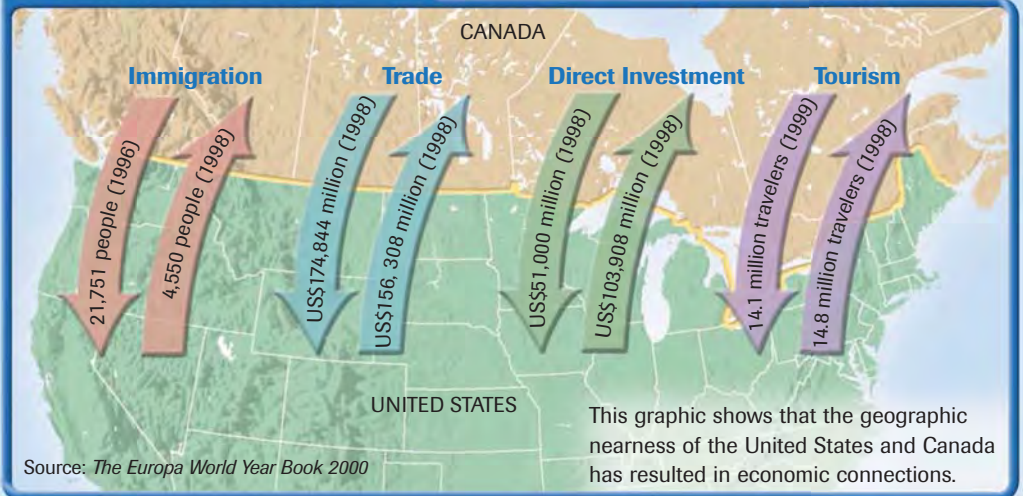 CANADA
Immigration
Trade
Direct Investment
Tourism
21,751 people (1996)
4,550 people (1998)
US$174,844 million (1998)
US$156, 308 million (1998)
US$51,000 million (1998)
US$103,908 million (1998)
14.1 million travelers (1999)
14.8 million travelers (1998)
UNITED STATES
This graphic shows that the geographic
nearness of the United States and Canada
has resulted in economic connections.
Source: The Europa World Year Book 2000